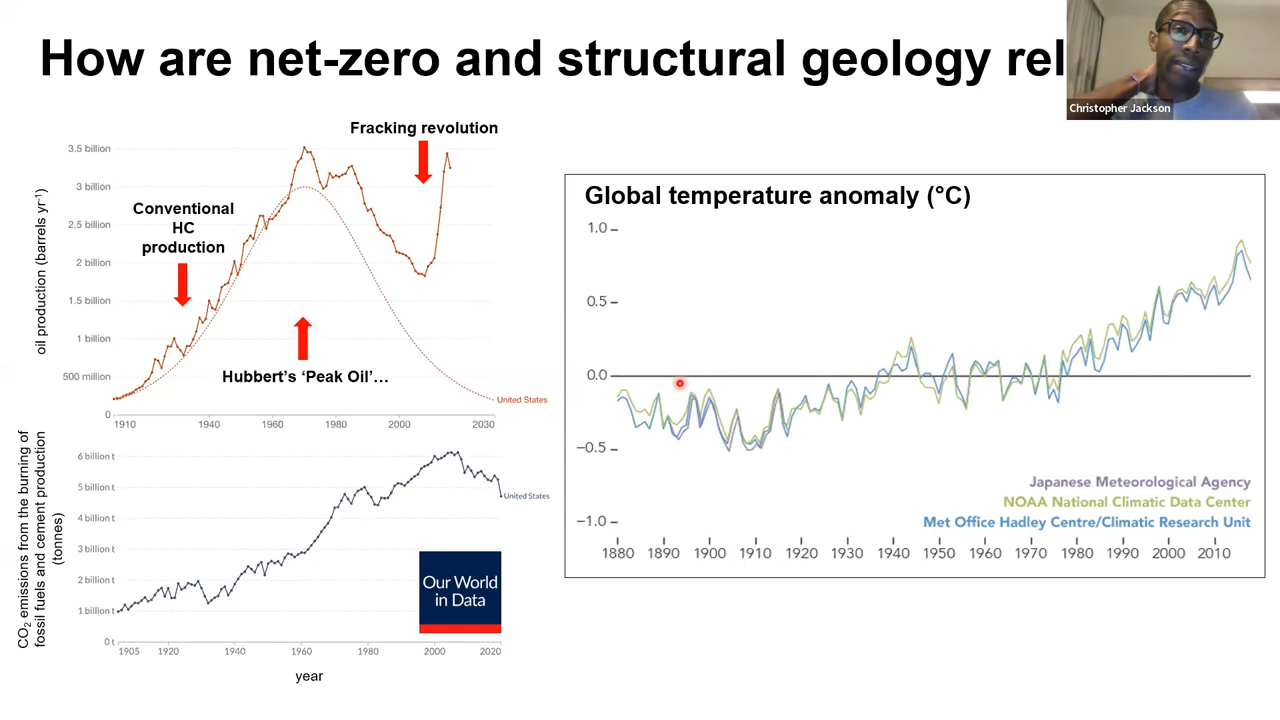 How are net-zero and structural geology rel
Christopher Jackson
Fracking revolution
Conventional
HC
production
Hubbert's 'Peak Oil'...
oil production (barrels yr⁻¹)
3.5 billion
3 billion
2.5 billion
2 billion
1.5 billion
1 billion
500 million
0
1910
1940
1960
1980
2000
2030
United States
CO₂ emissions from the burning of
fossil fuels and cement production
(tonnes)
6 billion t
5 billion t
4 billion t
3 billion t
2 billion t
1 billion t
0 t
1905
1920
1940
1960
1980
2000
2020
United States
Our World
in Data
year
Global temperature anomaly (°C)
1.0
0.5
0.0
−0.5
−1.0
Japanese Meteorological Agency
NOAA National Climatic Data Center
Met Office Hadley Centre/Climatic Research Unit
1880
1890
1900
1910
1920
1930
1940
1950
1960
1970
1980
1990
2000
2010